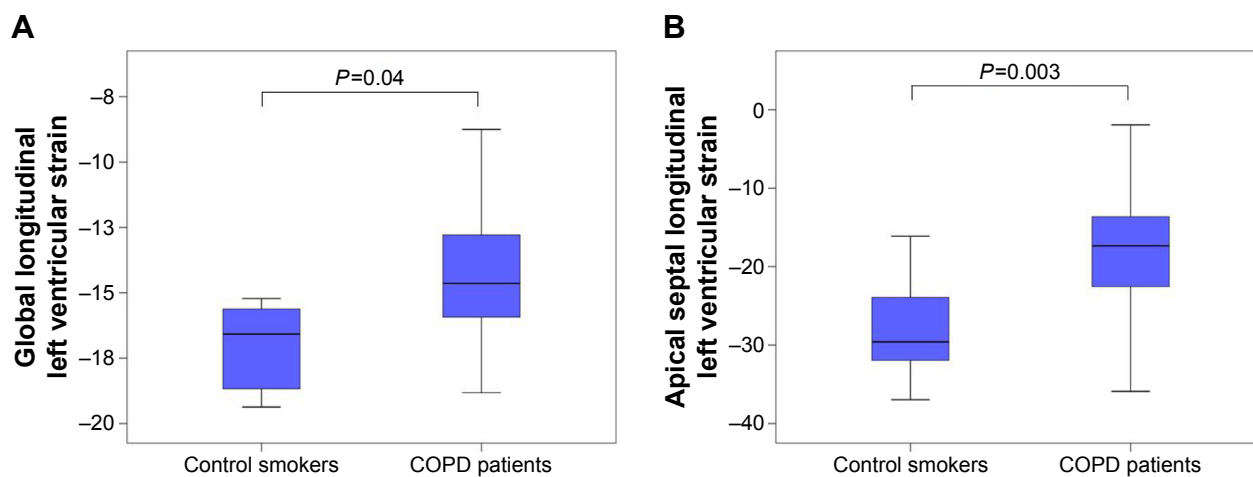 A
Global longitudinal
left ventricular strain
–8
–10
–13
–15
–18
–20
P=0.04
Control smokers
COPD patients
B
Apical septal longitudinal
left ventricular strain
0
–10
–20
–30
–40
P=0.003
Control smokers
COPD patients